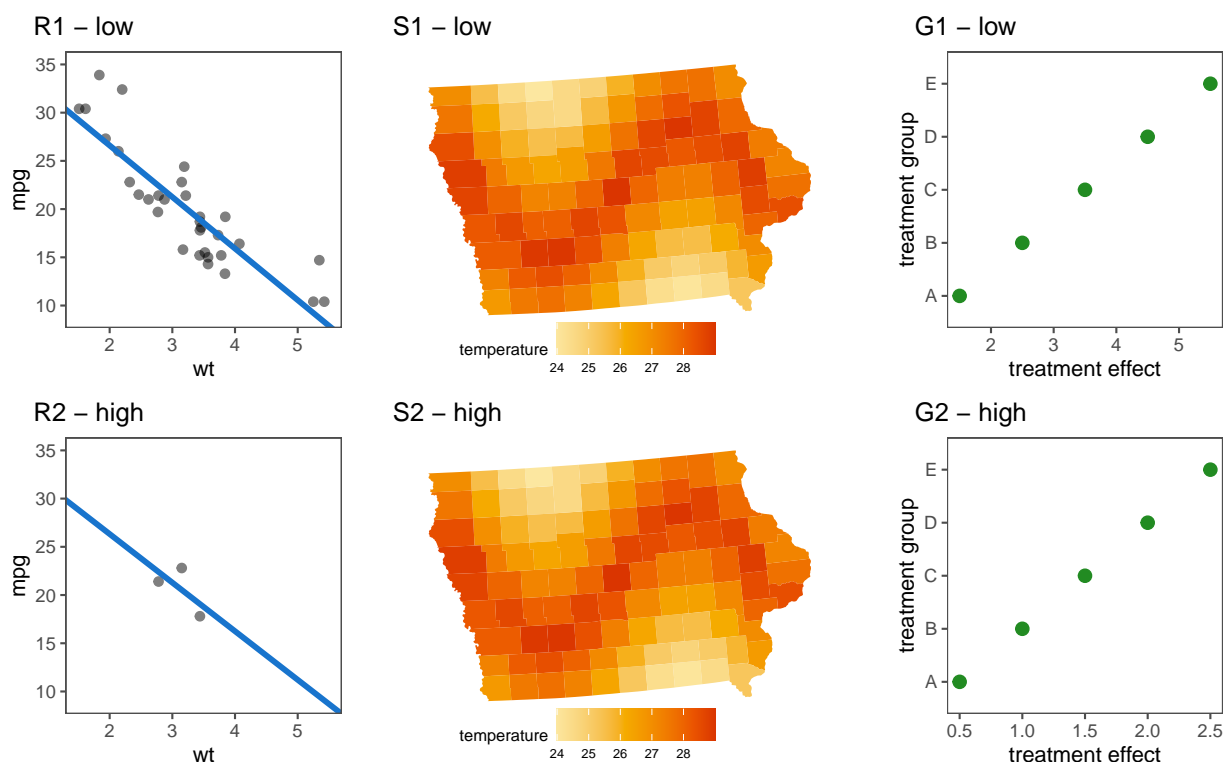 R1 – low
35
30
25
20
15
10
mpg
2 3 4 5
wt
S1 – low
temperature
24 25 26 27 28
G1 – low
E
D
C
B
A
treatment group
2 3 4 5
treatment effect
R2 – high
35
30
25
20
15
10
mpg
2 3 4 5
wt
S2 – high
temperature
24 25 26 27 28
G2 – high
E
D
C
B
A
treatment group
0.5 1.0 1.5 2.0 2.5
treatment effect